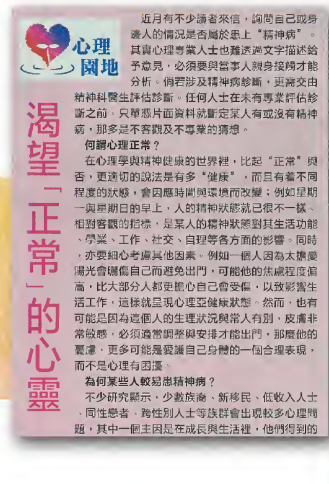 心理
園地
渴望「正常」的心靈
近月有不少讀者來信，詢問自己或身
邊人的情況是否屬於患上“精神病”。
其實心理專業人士也難透過文字描述給
予意見，必須要與當事人親身接觸才能
分析。倘若涉及精神病診斷，更需交由
精神科醫生評估診斷。任何人士在未有專業評估診
斷之前，只單憑片面資料就斷定某人有或沒有精神
病，那多是不客觀及不專業的猜想。
何謂心理正常？
在心理學與精神健康的世界裡，比起“正常”與
否，更適切的說法是有多“健康”，而且有着不同
程度的狀態，會因應時間與環境而改變；例如星期
一與星期日的早上，人的精神狀態就已很不一樣。
相對客觀的指標，是某人的精神狀態對其生活功能
、學業、工作、社交、自理等各方面的影響。同時
，亦要細心考慮其他因素。例如一個人因為太擔憂
陽光會曬傷自己而避免出門，可能他的焦慮程度偏
高，比大部分人都更擔心自己會受傷，以致影響生
活工作，這樣就呈現心理亞健康狀態。然而，也有
可能是因為這個人的生理狀況與常人有別，皮膚非
常敏感，必須適當調整與安排才能出門，那麼他的
憂慮，更多可能是愛護自己身體的一個合理表現，
而不是心理有困擾。
為何某些人較易患精神病？
不少研究顯示，少數族裔、新移民、低收入人士
、同性戀者、跨性別人士等族群會出現較多心理問
題，其中一個主因是在成長與生活裡，他們得到的